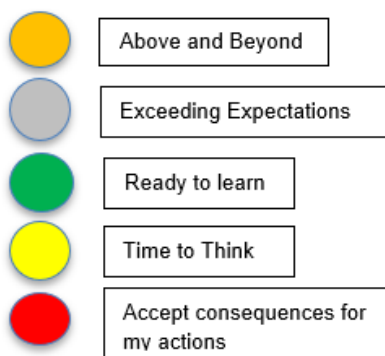 Above and Beyond
Exceeding Expectations
Ready to learn
Time to Think
Accept consequences for
my actions